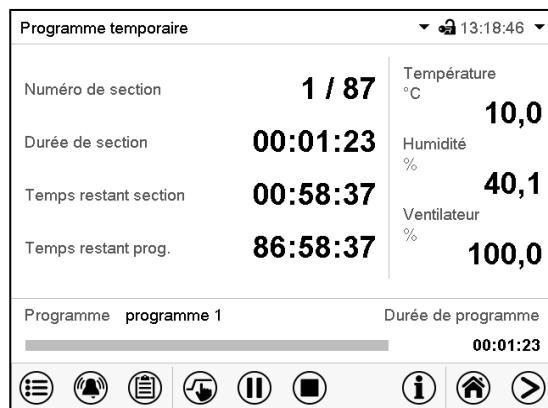 Programme temporaire 13:18:46
Numéro de section 1 / 87
Durée de section 00:01:23
Temps restant section 00:58:37
Temps restant prog. 86:58:37
Température
°C
10,0
Humidité
%
40,1
Ventilateur
%
100,0
Programme programme 1 Durée de programme
00:01:23